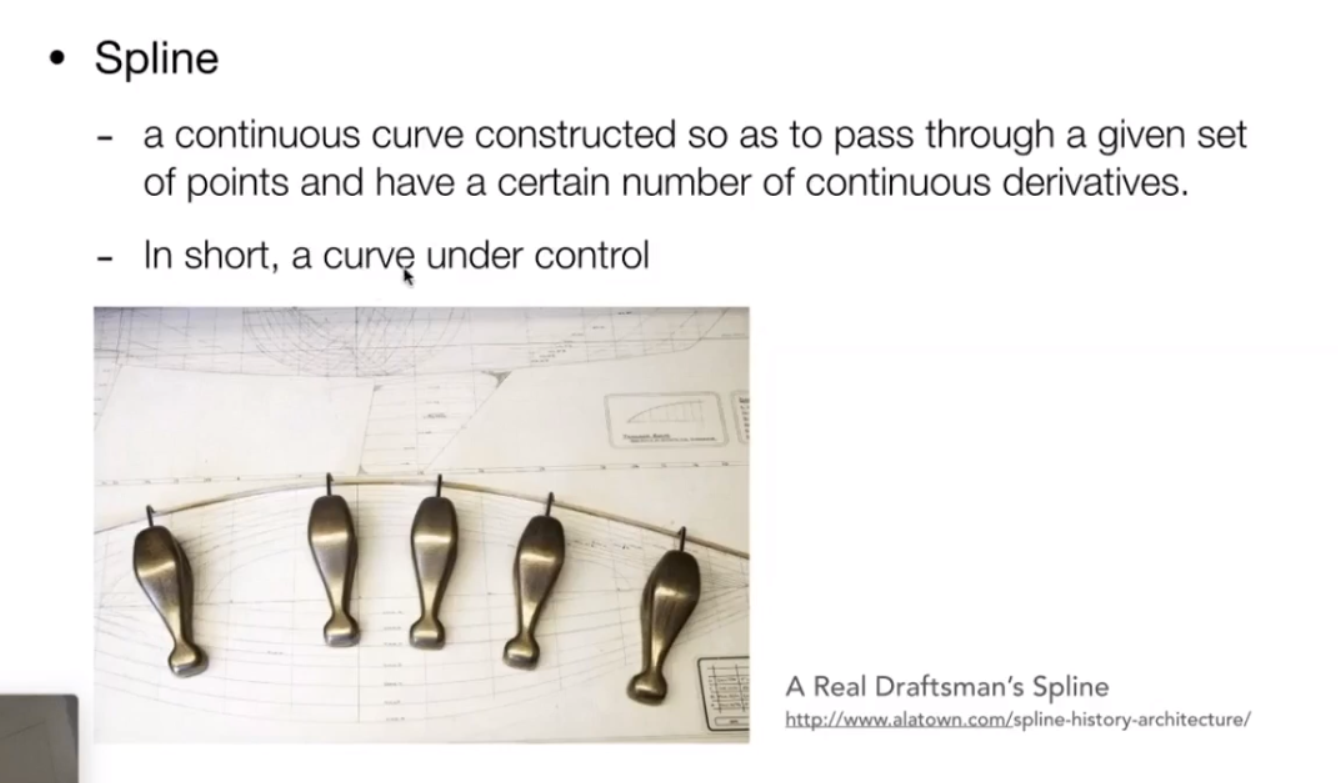 • Spline
- a continuous curve constructed so as to pass through a given set
of points and have a certain number of continuous derivatives.
- In short, a curve under control
A Real Draftsman's Spline
http://www.alatown.com/spline-history-architecture/